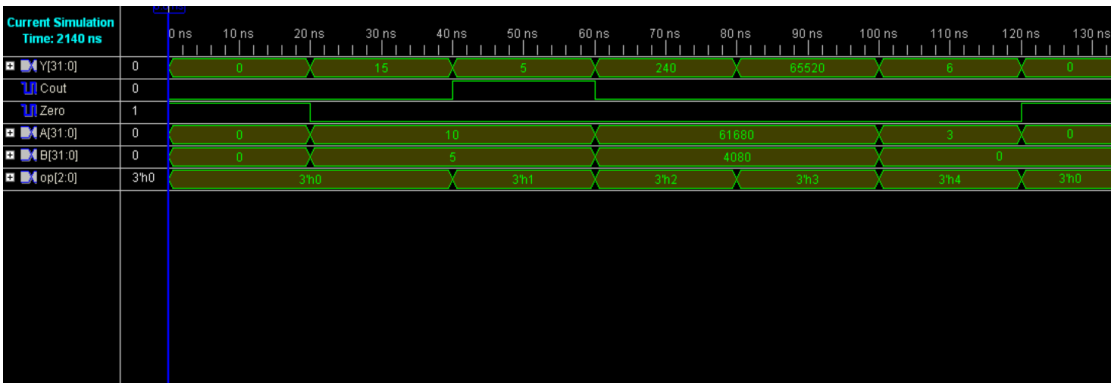 Current Simulation
Time: 2140 ns
0 ns 10 ns 20 ns 30 ns 40 ns 50 ns 60 ns 70 ns 80 ns 90 ns 100 ns 110 ns 120 ns 130 ns
Y[31:0] 0 0 15 5 240 65520 6 0
Cout 0
Zero 1
A[31:0] 0 0 10 61680 3 0
B[31:0] 0 0 5 4080 0
op[2:0] 3'h0 3'h0 3'h1 3'h2 3'h3 3'h4 3'h0